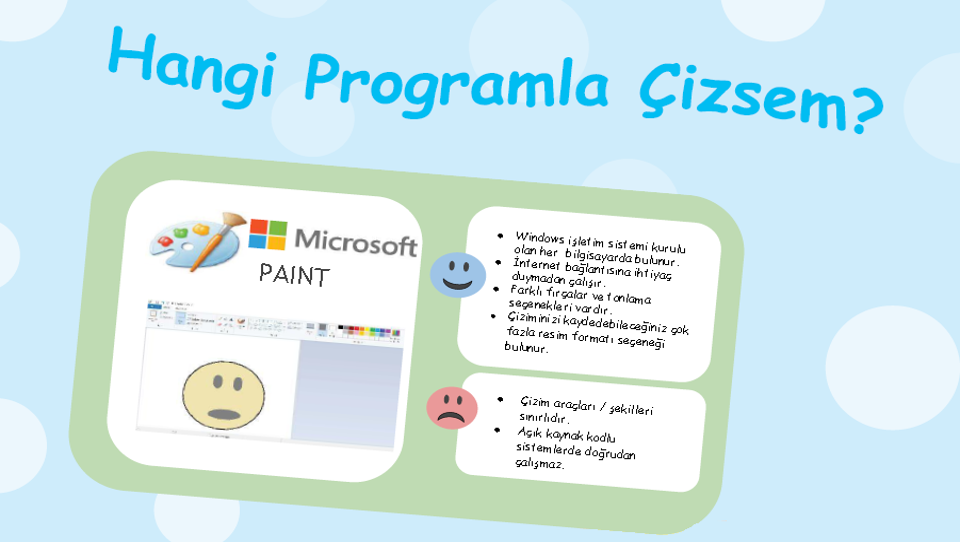 Hangi Programla Çizsem?
Microsoft
PAINT
• Windows işletim sistemi kurulu
olan her bilgisayarda bulunur.
• İnternet bağlantısına ihtiyaç
duymadan çalışır.
• Farklı fırçalar ve tonlama
seçenekleri vardır.
• Çiziminizi kaydedebileceğiniz çok
fazla resim formatı seçeneği
bulunur.
• Çizim araçları / şekilleri
sınırlıdır.
• Açık kaynak kodlu
sistemlerde doğrudan
çalışmaz.